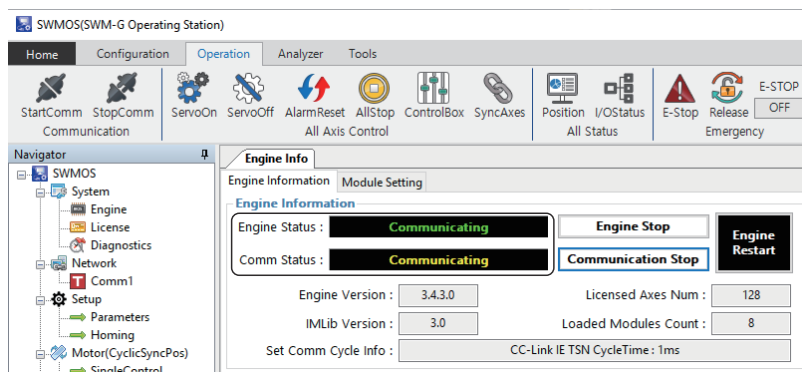 SWMOS(SWM-G Operating Station)
Home Configuration Operation Analyzer Tools
StartComm StopComm ServoOn ServoOff AlarmReset AllStop ControlBox SyncAxes Position I/OStatus E-Stop Release E-STOP OFF
Communication All Axis Control All Status Emergency
Navigator
SWMOS
System
Engine
License
Diagnostics
Network
Comm1
Setup
Parameters
Homing
Motor(CyclicSyncPos)
SingleControl
Engine Info
Engine Information Module Setting
Engine Information
Engine Status : Communicating Engine Stop
Comm Status : Communicating Communication Stop
Engine Restart
Engine Version : 3.4.3.0 Licensed Axes Num : 128
IMLib Version : 3.0 Loaded Modules Count : 8
Set Comm Cycle Info : CC-Link IE TSN CycleTime : 1ms